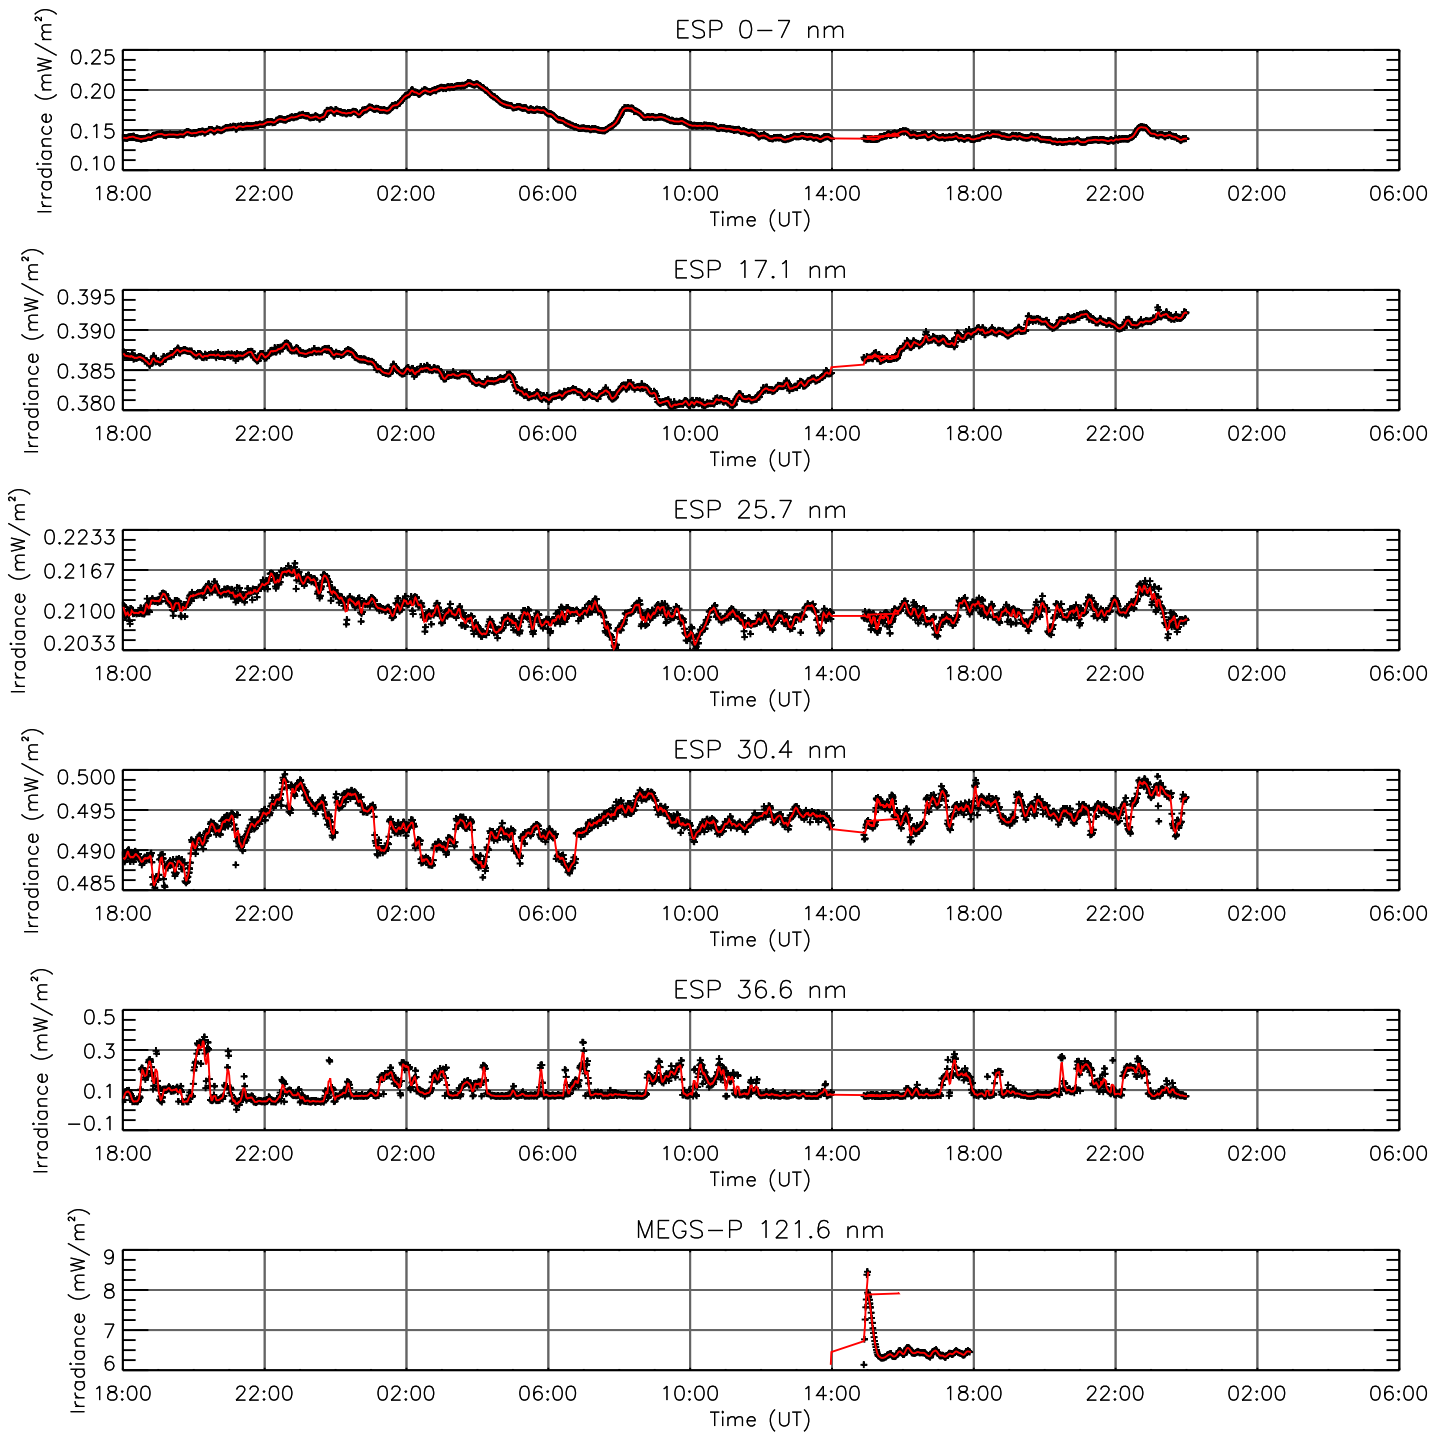 ESP 0-7 nm
Irradiance (mW/m²)
0.25
0.20
0.15
0.10
18:00 22:00 02:00 06:00 10:00 14:00 18:00 22:00 02:00 06:00
Time (UT)
ESP 17.1 nm
Irradiance (mW/m²)
0.395
0.390
0.385
0.380
18:00 22:00 02:00 06:00 10:00 14:00 18:00 22:00 02:00 06:00
Time (UT)
ESP 25.7 nm
Irradiance (mW/m²)
0.2233
0.2167
0.2100
0.2033
18:00 22:00 02:00 06:00 10:00 14:00 18:00 22:00 02:00 06:00
Time (UT)
ESP 30.4 nm
Irradiance (mW/m²)
0.500
0.495
0.490
0.485
18:00 22:00 02:00 06:00 10:00 14:00 18:00 22:00 02:00 06:00
Time (UT)
ESP 36.6 nm
Irradiance (mW/m²)
0.5
0.3
0.1
-0.1
18:00 22:00 02:00 06:00 10:00 14:00 18:00 22:00 02:00 06:00
Time (UT)
MEGS-P 121.6 nm
Irradiance (mW/m²)
9
8
7
6
18:00 22:00 02:00 06:00 10:00 14:00 18:00 22:00 02:00 06:00
Time (UT)